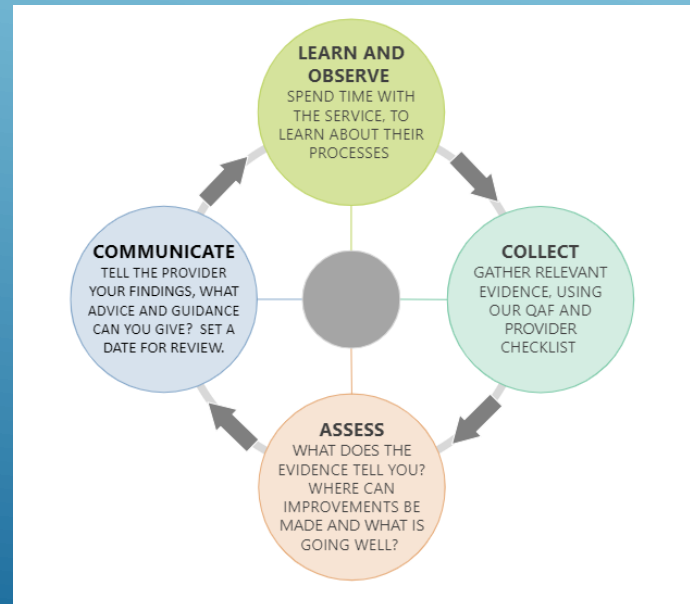 LEARN AND
OBSERVE
SPEND TIME WITH
THE SERVICE, TO
LEARN ABOUT THEIR
PROCESSES
COLLECT
GATHER RELEVANT
EVIDENCE, USING
OUR QAF AND
PROVIDER
CHECKLIST
ASSESS
WHAT DOES THE
EVIDENCE TELL YOU?
WHERE CAN
IMPROVEMENTS BE
MADE AND WHAT IS
GOING WELL?
COMMUNICATE
TELL THE PROVIDER
YOUR FINDINGS, WHAT
ADVICE AND GUIDANCE
CAN YOU GIVE?  SET A
DATE FOR REVIEW.